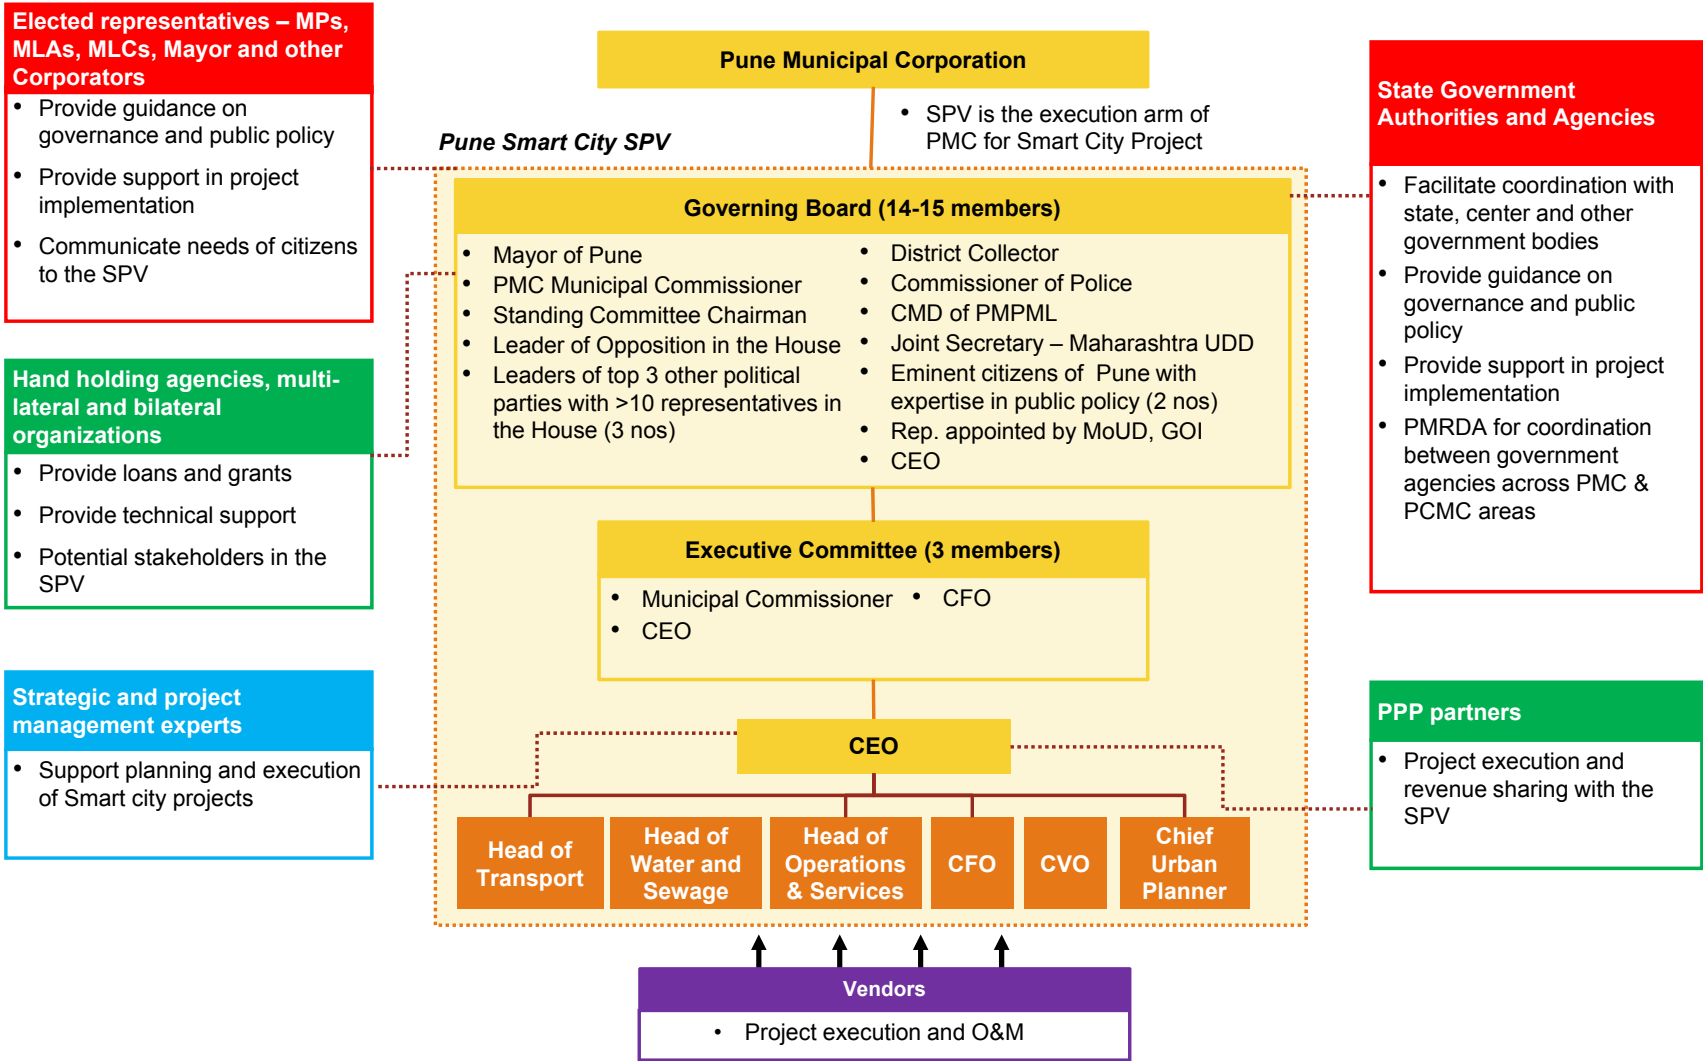 Elected representatives – MPs,
MLAs, MLCs, Mayor and other
Corporators
• Provide guidance on
governance and public policy
• Provide support in project
implementation
• Communicate needs of citizens
to the SPV
Hand holding agencies, multi-
lateral and bilateral
organizations
• Provide loans and grants
• Provide technical support
• Potential stakeholders in the
SPV
Strategic and project
management experts
• Support planning and execution
of Smart city projects
Pune Municipal Corporation
• SPV is the execution arm of
PMC for Smart City Project
Pune Smart City SPV
Governing Board (14-15 members)
• Mayor of Pune
• PMC Municipal Commissioner
• Standing Committee Chairman
• Leader of Opposition in the House
• Leaders of top 3 other political
parties with >10 representatives in
the House (3 nos)
• District Collector
• Commissioner of Police
• CMD of PMPML
• Joint Secretary – Maharashtra UDD
• Eminent citizens of Pune with
expertise in public policy (2 nos)
• Rep. appointed by MoUD, GOI
• CEO
Executive Committee (3 members)
• Municipal Commissioner
• CEO
• CFO
CEO
Head of
Transport
Head of
Water and
Sewage
Head of
Operations
& Services
CFO
CVO
Chief
Urban
Planner
Vendors
• Project execution and O&M
State Government
Authorities and Agencies
• Facilitate coordination with
state, center and other
government bodies
• Provide guidance on
governance and public
policy
• Provide support in project
implementation
• PMRDA for coordination
between government
agencies across PMC &
PCMC areas
PPP partners
• Project execution and
revenue sharing with the
SPV